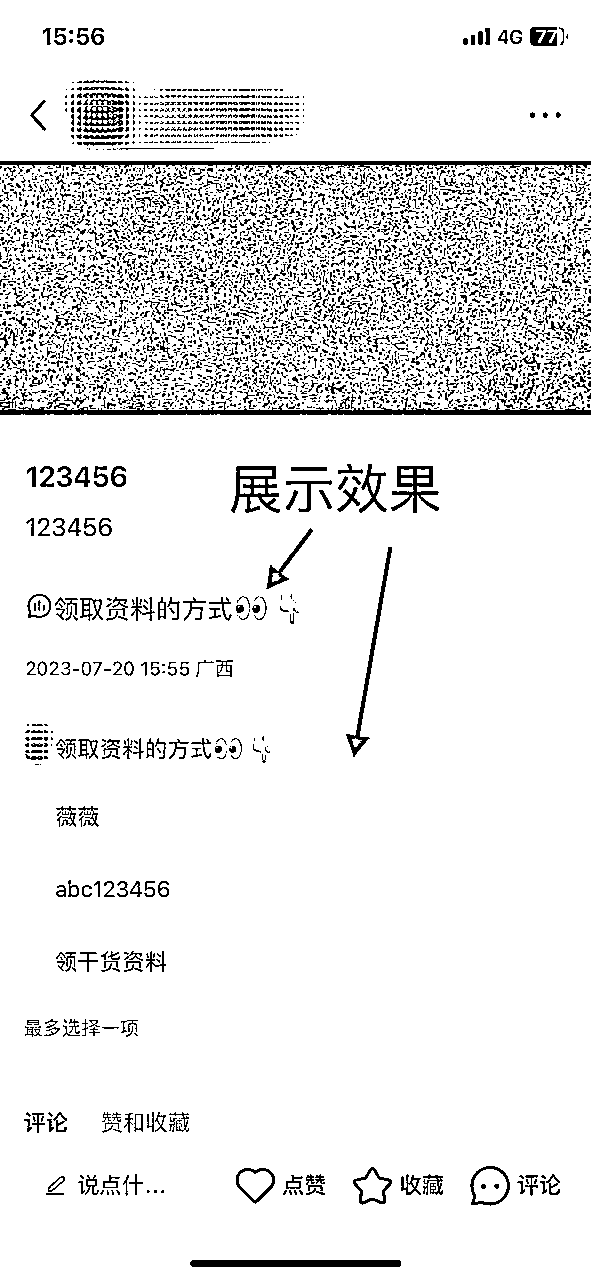 15:56 4G 77
123456
展示效果
123456
领取资料的方式👀👇
2023-07-20 15:55 广西
领取资料的方式👀👇
薇薇
abc123456
领干货资料
最多选择一项
评论 赞和收藏
说点什... 点赞 收藏 评论